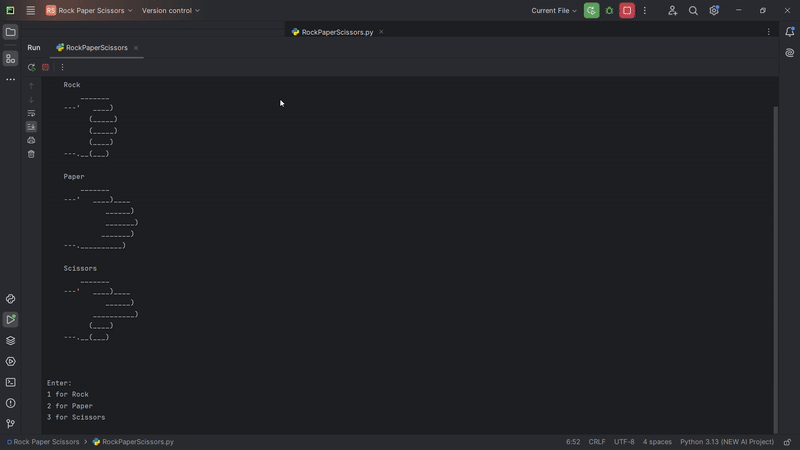 RS Rock Paper Scissors Version control Current File
RockPaperScissors.py
Run RockPaperScissors
Rock
    _______
---'   ____)
      (_____)
      (_____)
      (____)
---.__(___)
Paper
    _______
---'   ____)____
          ______)
          _______)
         _______)
---.__________)
Scissors
    _______
---'   ____)____
          ______)
       __________)
      (____)
---.__(___)
Enter:
1 for Rock
2 for Paper
3 for Scissors
Rock Paper Scissors > RockPaperScissors.py 6:52 CRLF UTF-8 4 spaces Python 3.13 (NEW AI Project)